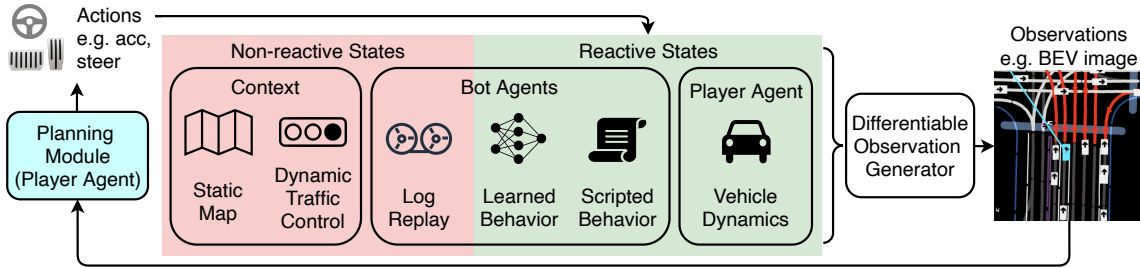 Actions
e.g. acc,
steer
Planning
Module
(Player Agent)
Non-reactive States
Reactive States
Context
Static
Map
Dynamic
Traffic
Control
Bot Agents
Log
Replay
Learned
Behavior
Scripted
Behavior
Player Agent
Vehicle
Dynamics
Differentiable
Observation
Generator
Observations
e.g. BEV image